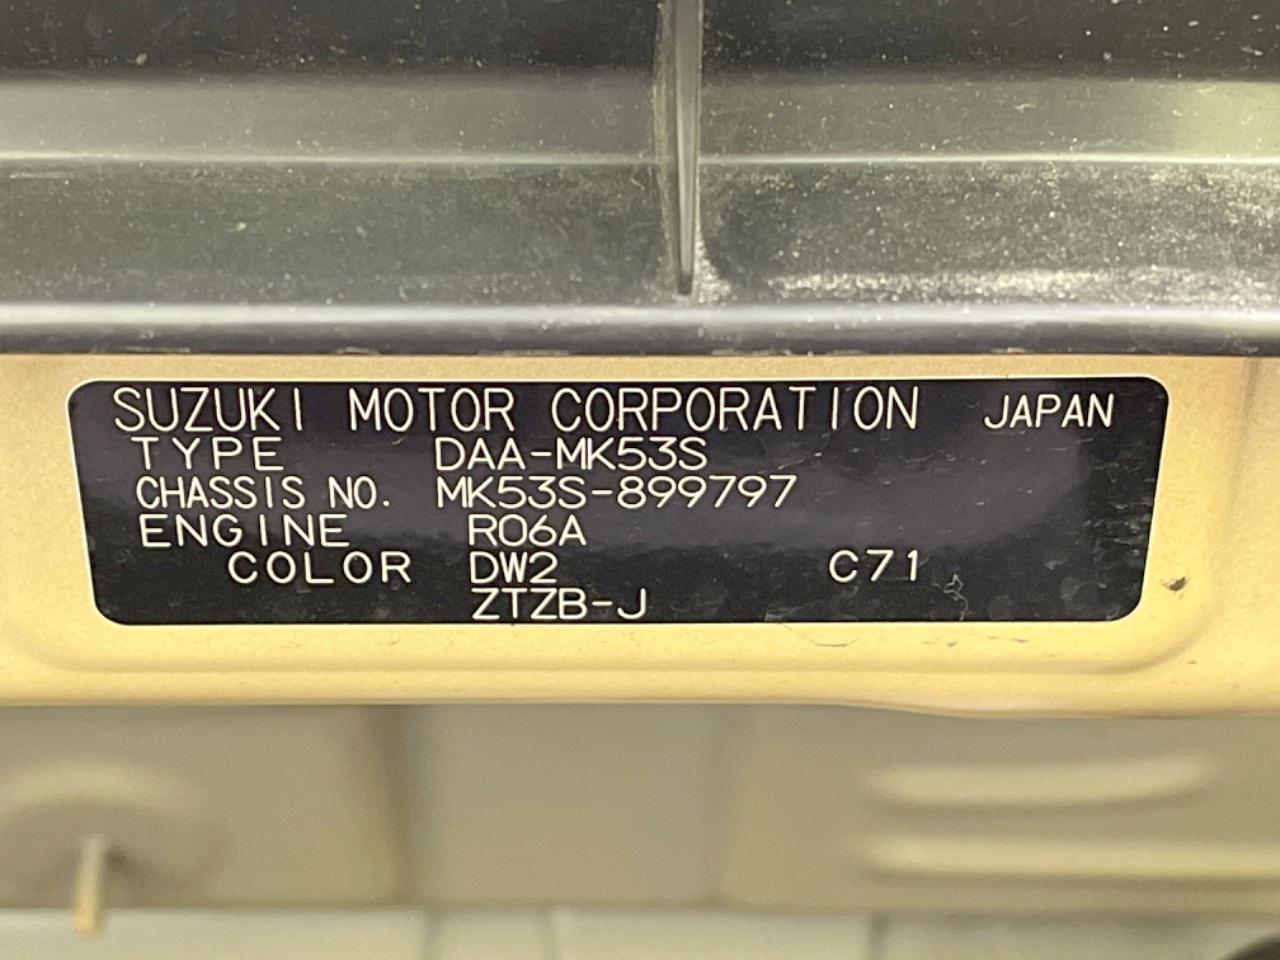 SUZUKI MOTOR CORPORATION JAPAN
TYPE DAA-MK53S
CHASSIS NO. MK53S-899797
ENGINE R06A
COLOR DW2 C71
ZTZB-J